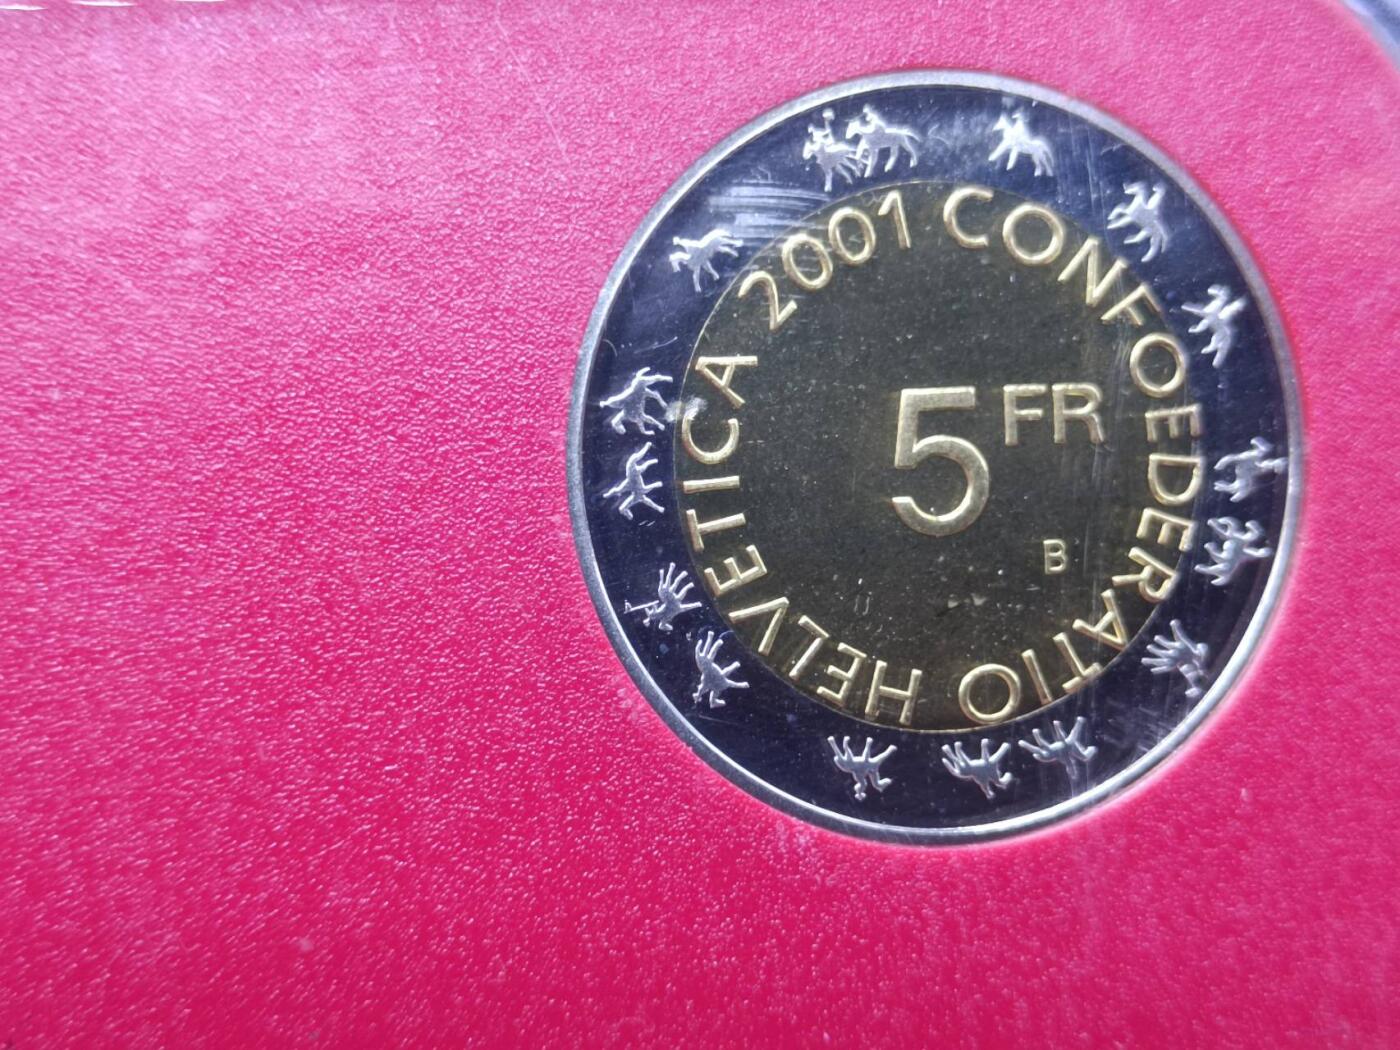 CONFOEDERATIO HELVETICA 2001
5 FR
B